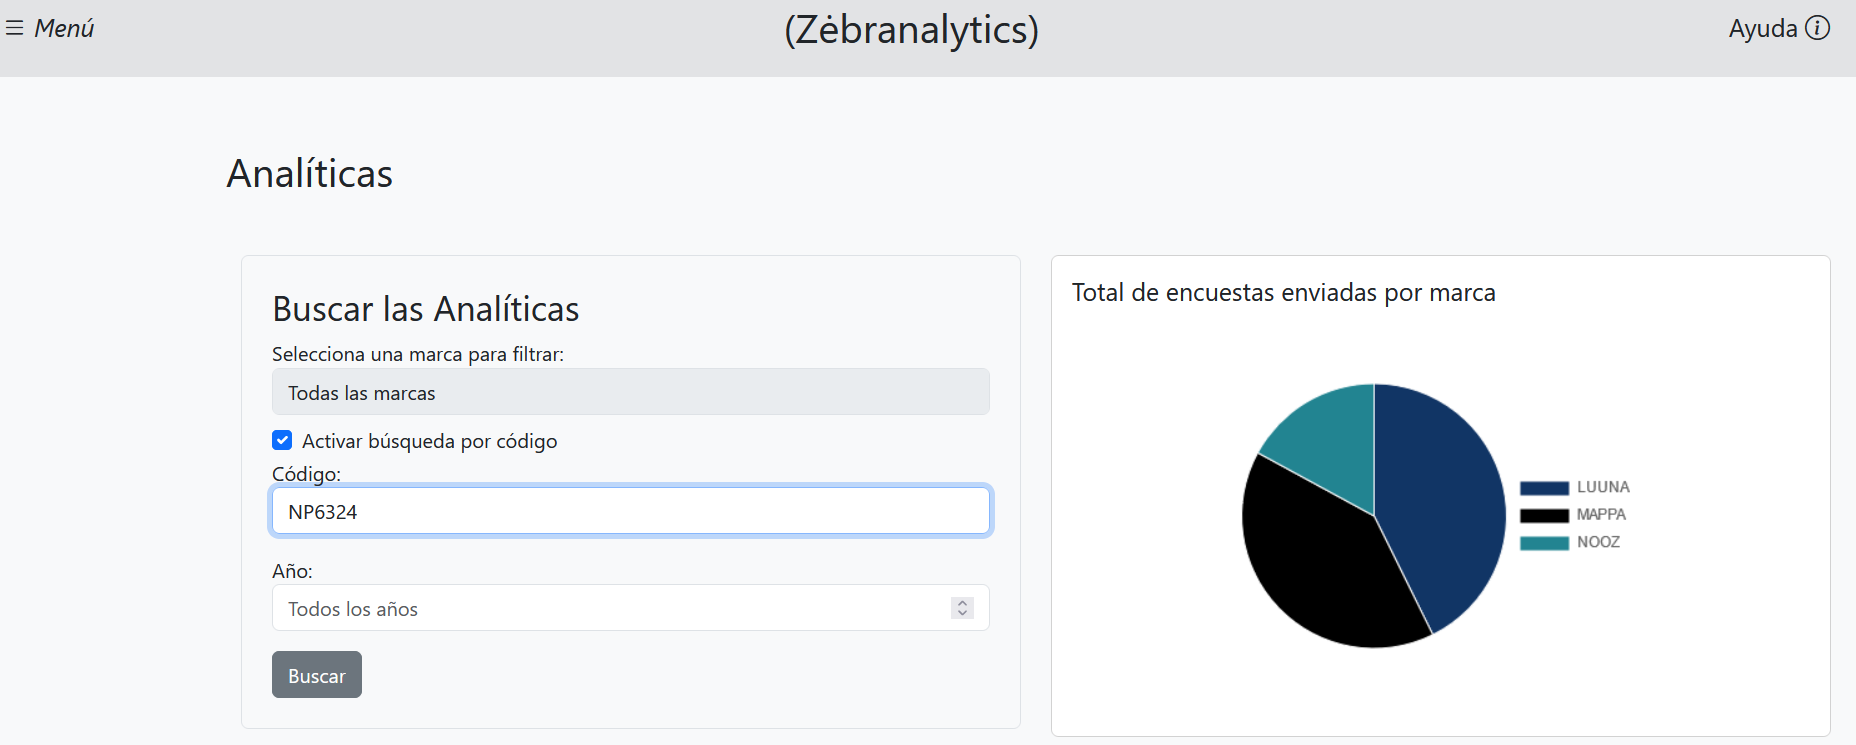 Menú
(Zėbranalytics)
Ayuda
Analíticas
Buscar las Analíticas
Selecciona una marca para filtrar:
Todas las marcas
Activar búsqueda por código
Código:
NP6324
Año:
Todos los años
Buscar
Total de encuestas enviadas por marca
LUUNA
MAPPA
NOOZ